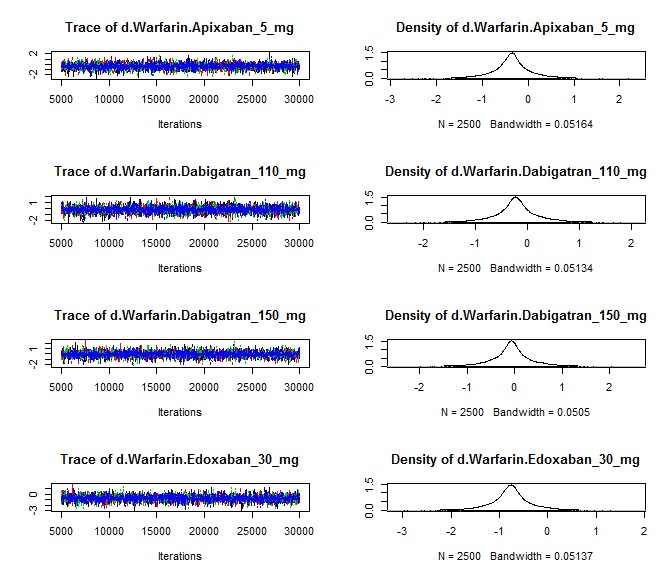 Trace of d.Warfarin.Apixaban_5_mg
Density of d.Warfarin.Apixaban_5_mg
2
-2
5000 10000 15000 20000 25000 30000
Iterations
1.5
0.0
-3 -2 -1 0 1 2
N = 2500 Bandwidth = 0.05164
Trace of d.Warfarin.Dabigatran_110_mg
Density of d.Warfarin.Dabigatran_110_mg
1
-2
5000 10000 15000 20000 25000 30000
Iterations
1.5
0.0
-2 -1 0 1 2
N = 2500 Bandwidth = 0.05134
Trace of d.Warfarin.Dabigatran_150_mg
Density of d.Warfarin.Dabigatran_150_mg
1
-2
5000 10000 15000 20000 25000 30000
Iterations
1.5
0.0
-2 -1 0 1 2
N = 2500 Bandwidth = 0.0505
Trace of d.Warfarin.Edoxaban_30_mg
Density of d.Warfarin.Edoxaban_30_mg
0
-3
5000 10000 15000 20000 25000 30000
Iterations
1.5
0.0
-3 -2 -1 0 1 2
N = 2500 Bandwidth = 0.05137